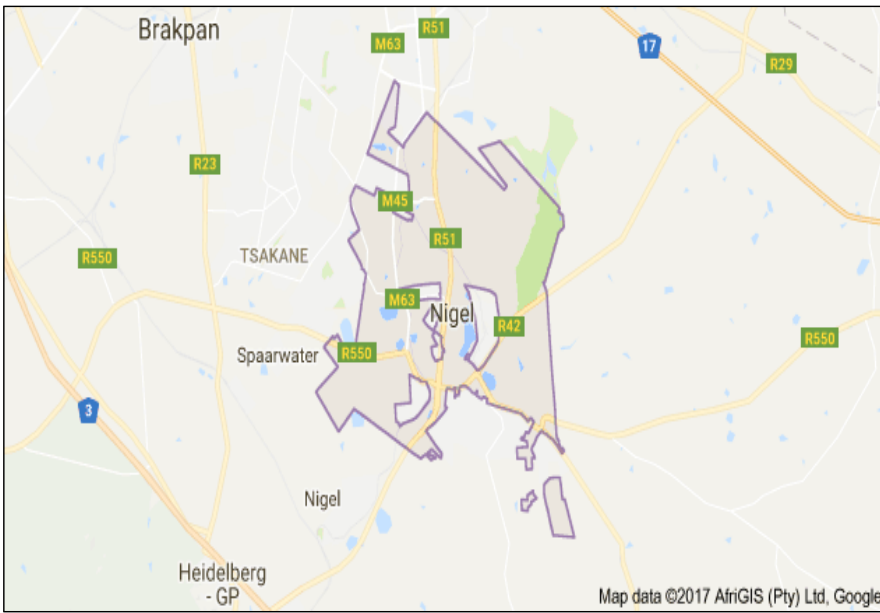 Brakpan
R51
M63
17
R29
R23
M45
R51
TSAKANE
R550
M63
Nigel
R42
R550
Spaarwater
R550
3
Nigel
Heidelberg
- GP
Map data ©2017 AfriGIS (Pty) Ltd, Google